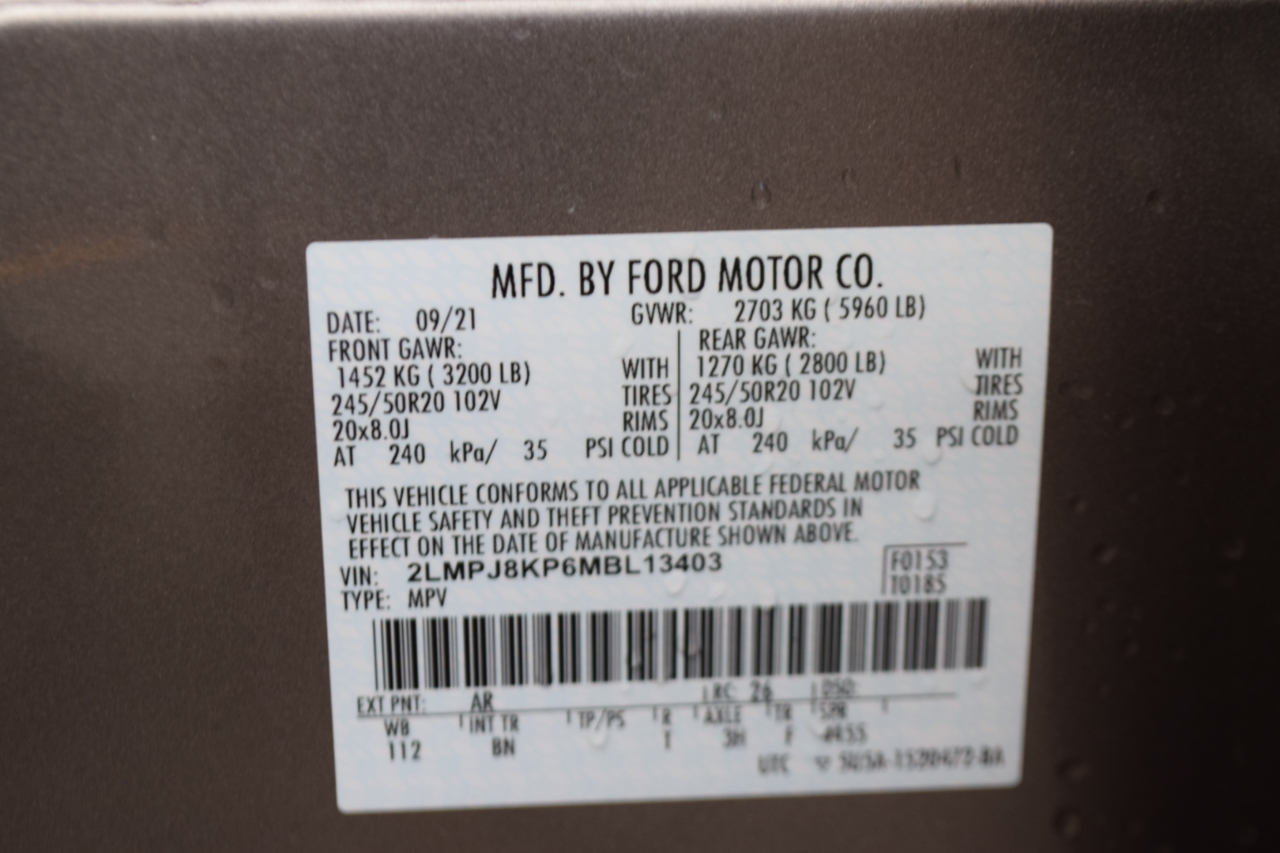 MFD. BY FORD MOTOR CO.
DATE: 09/21 GVWR: 2703 KG ( 5960 LB)
FRONT GAWR: REAR GAWR:
1452 KG ( 3200 LB) WITH 1270 KG ( 2800 LB) WITH
245/50R20 102V TIRES 245/50R20 102V TIRES
20x8.0J RIMS 20x8.0J RIMS
AT 240 kPa/ 35 PSI COLD AT 240 kPa/ 35 PSI COLD
THIS VEHICLE CONFORMS TO ALL APPLICABLE FEDERAL MOTOR
VEHICLE SAFETY AND THEFT PREVENTION STANDARDS IN
EFFECT ON THE DATE OF MANUFACTURE SHOWN ABOVE.
VIN: 2LMPJ8KP6MBL13403 F0153
TYPE: MPV T0185
EXT PNT: AR RC: 26 DSO:
WB INT TR TP/PS R AXLE TR SPR
112 BN 3H F
UTC